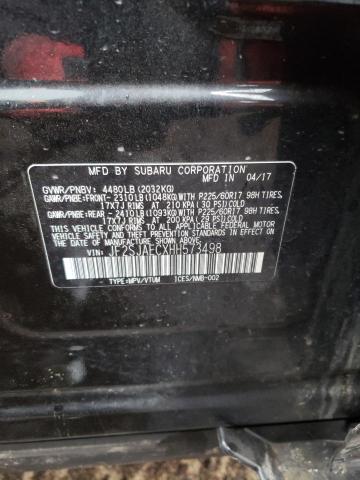 MFD BY SUBARU CORPORATION
MFD. IN 04/17
GVWR/PNBV: 4480LB (2032KG)
GAWR/PNBE:FRONT- 2310LB (1048KG) WITH P225/60R17 98H TIRES,
17X7J RIMS AT 210 KPA (30 PSI) COLD.
GAWR/PNBE:REAR - 2410LB (1093KG) WITH P225/60R17 98H TIRES,
17X7J RIMS AT 200 KPA (29 PSI) COLD.
THIS VEHICLE CONFORMS TO ALL APPLICABLE FEDERAL MOTOR VEHICLE
SAFETY BUMPER, AND THEFT PREVENTION STANDARDS IN EFFECT ON
THE DATE OF MANUFACTURE SHOWN ABOVE.
VIN: JF2SJAECXHH573498
TYPE:MPV/VTUM ICES/NMB-002